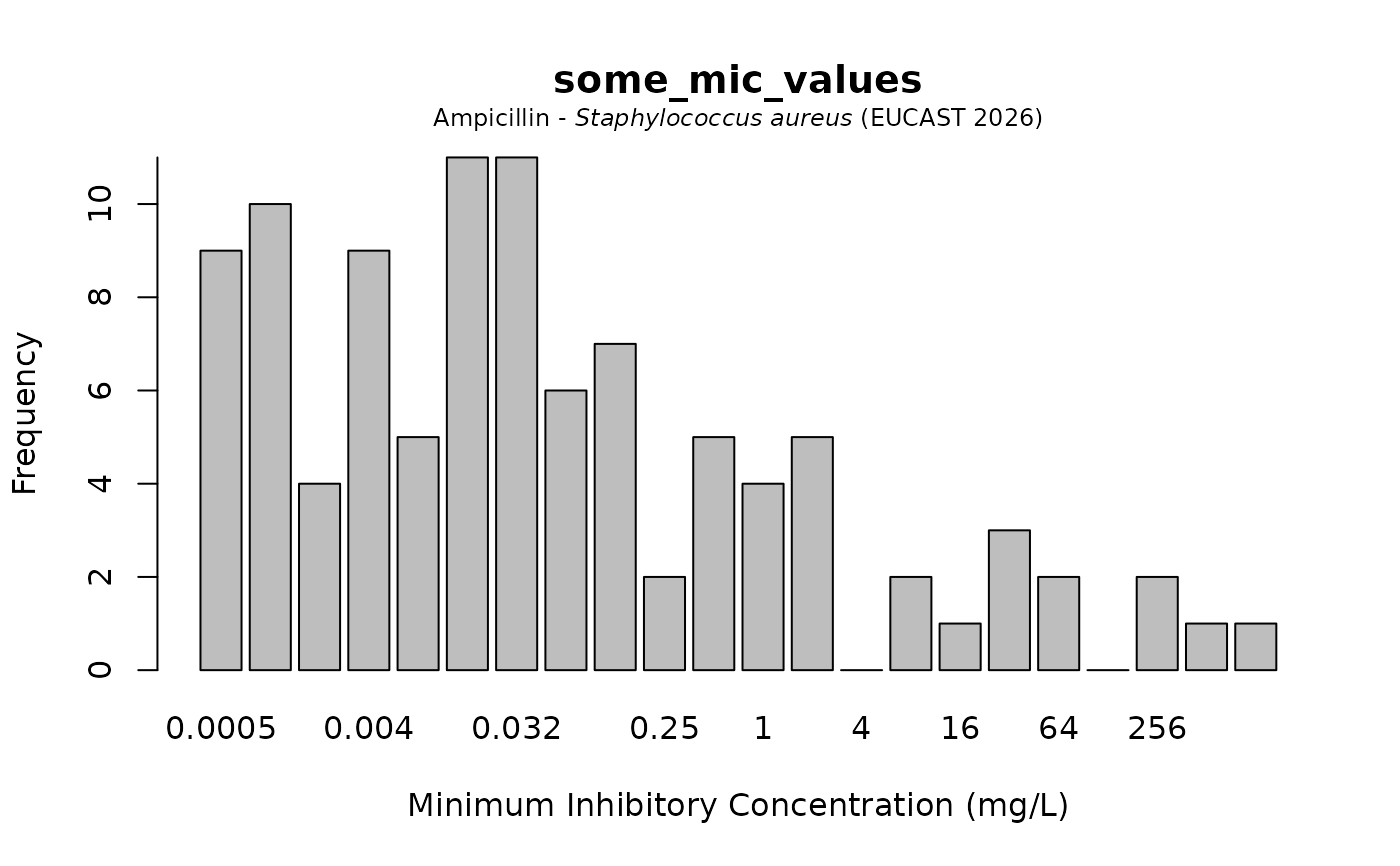 some_mic_values
Ampicillin - Staphylococcus aureus (EUCAST 2026)
Frequency
10
8
6
4
2
0
0.0005 0.004 0.032 0.25 1 4 16 64 256
Minimum Inhibitory Concentration (mg/L)